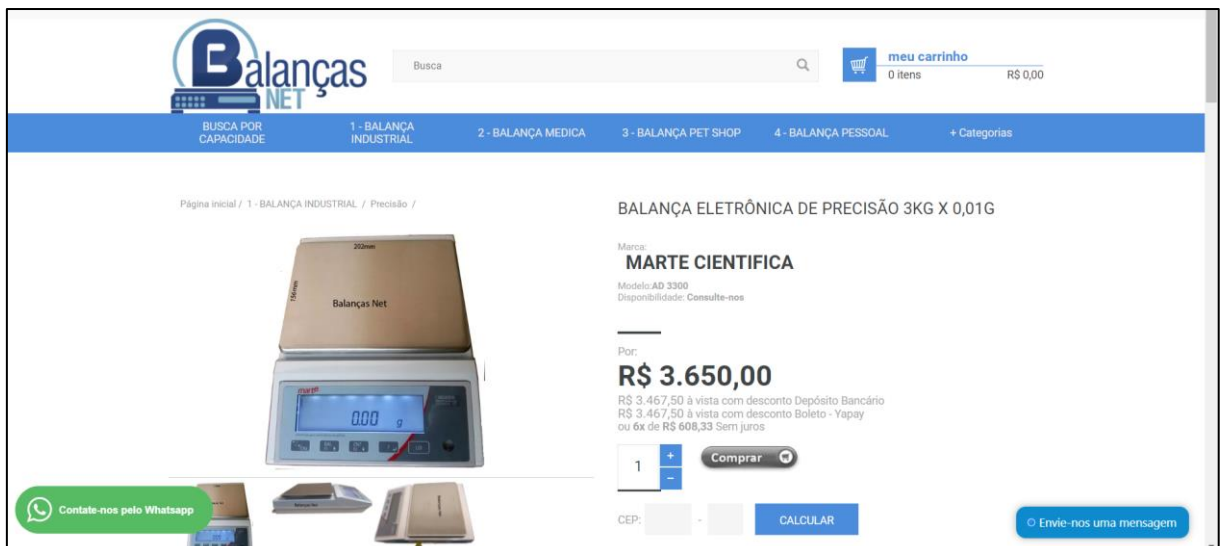 Balanças
NET
Busca
meu carrinho
0 itens R$ 0,00
BUSCA POR
CAPACIDADE
1 - BALANÇA
INDUSTRIAL
2 - BALANÇA MEDICA
3 - BALANÇA PET SHOP
4 - BALANÇA PESSOAL
+ Categorias
Página inicial / 1 - BALANÇA INDUSTRIAL / Precisão /
202mm
Balanças Net
marte
0.00 g
BALANÇA ELETRÔNICA DE PRECISÃO 3KG X 0,01G
Marca:
MARTE CIENTIFICA
Modelo:AD 3300
Disponibilidade: Consulte-nos
Por:
R$ 3.650,00
R$ 3.467,50 à vista com desconto Depósito Bancário
R$ 3.467,50 à vista com desconto Boleto - Yapay
ou 6x de R$ 608,33 Sem juros
1
+
-
Comprar
CEP: - CALCULAR
Contate-nos pelo Whatsapp
Envie-nos uma mensagem